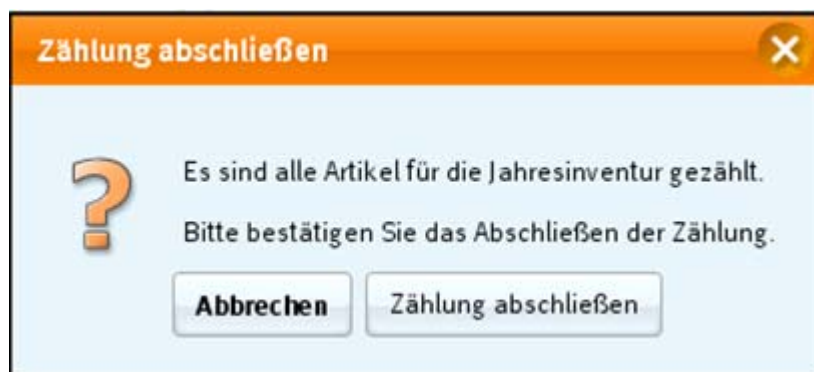 Zählung abschließen
Es sind alle Artikel für die Jahresinventur gezählt.
Bitte bestätigen Sie das Abschließen der Zählung.
Abbrechen
Zählung abschließen